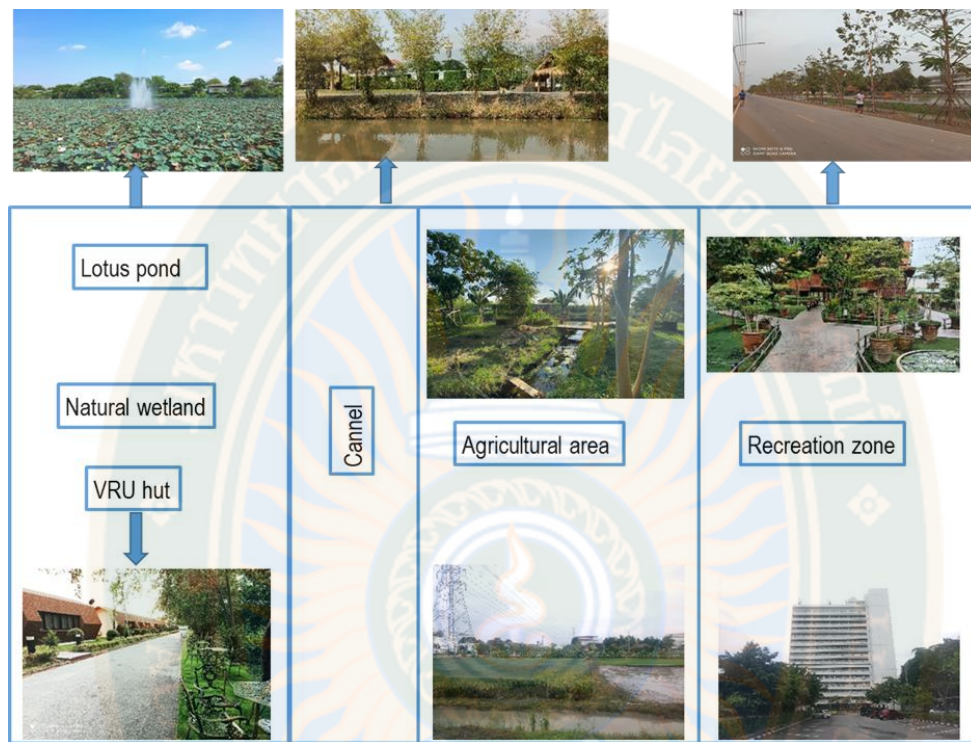 Lotus pond
Natural wetland
VRU hut
Cannel
Agricultural area
Recreation zone